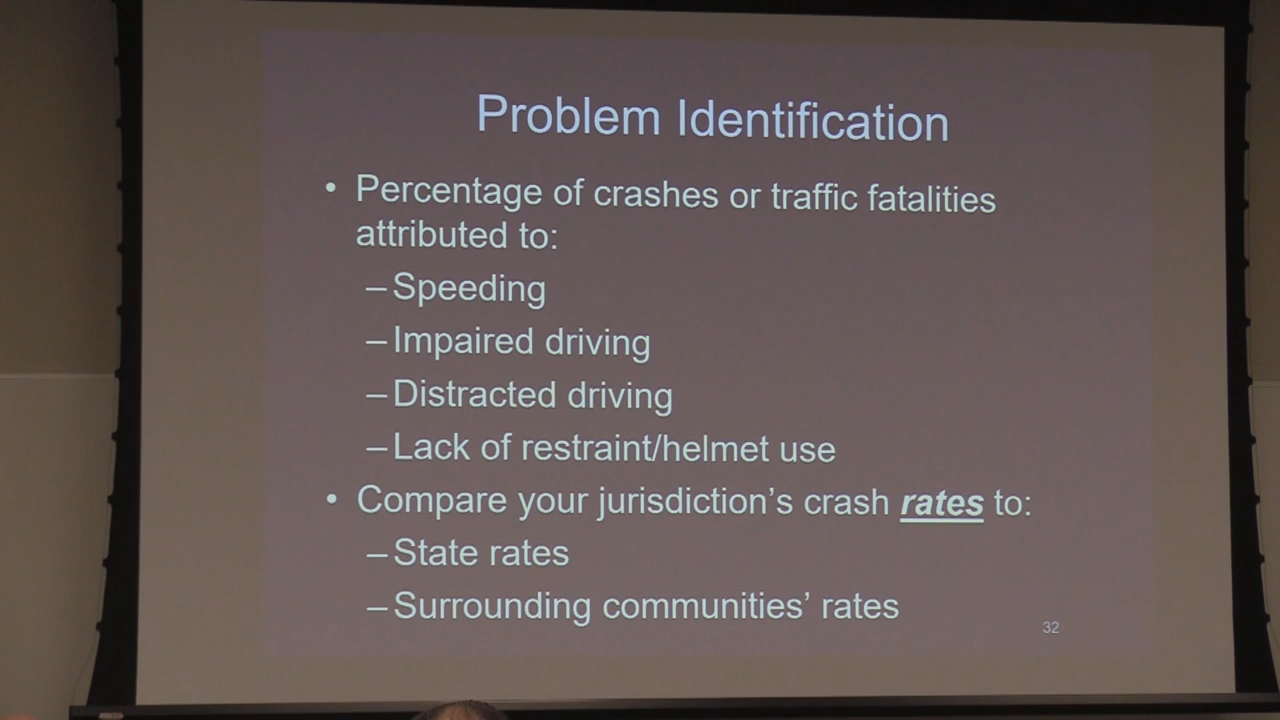 Problem Identification
• Percentage of crashes or traffic fatalities
attributed to:
– Speeding
– Impaired driving
– Distracted driving
– Lack of restraint/helmet use
• Compare your jurisdiction’s crash rates to:
– State rates
– Surrounding communities’ rates
32